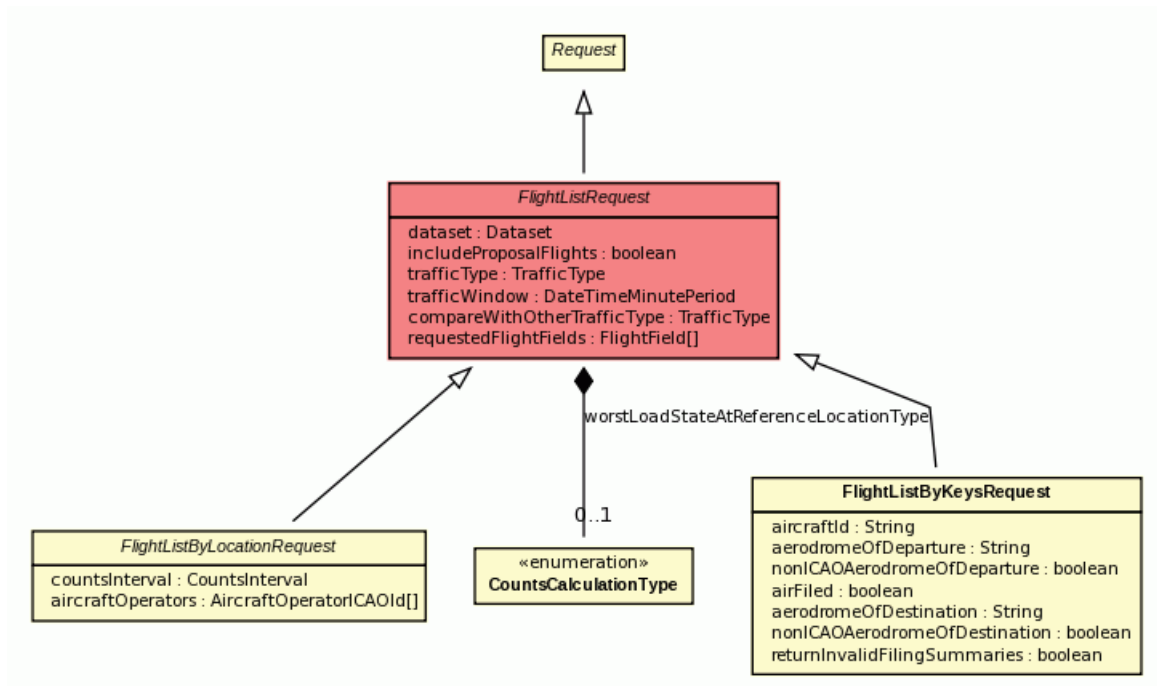 Request
FlightListRequest
dataset : Dataset
includeProposalFlights : boolean
trafficType : TrafficType
trafficWindow : DateTimeMinutePeriod
compareWithOtherTrafficType : TrafficType
requestedFlightFields : FlightField[]
worstLoadStateAtReferenceLocationType
0..1
FlightListByLocationRequest
countsInterval : CountsInterval
aircraftOperators : AircraftOperatorICAOId[]
«enumeration»
CountsCalculationType
FlightListByKeysRequest
aircraftId : String
aerodromeOfDeparture : String
nonICAOAerodromeOfDeparture : boolean
airFiled : boolean
aerodromeOfDestination : String
nonICAOAerodromeOfDestination : boolean
returnInvalidFilingSummaries : boolean